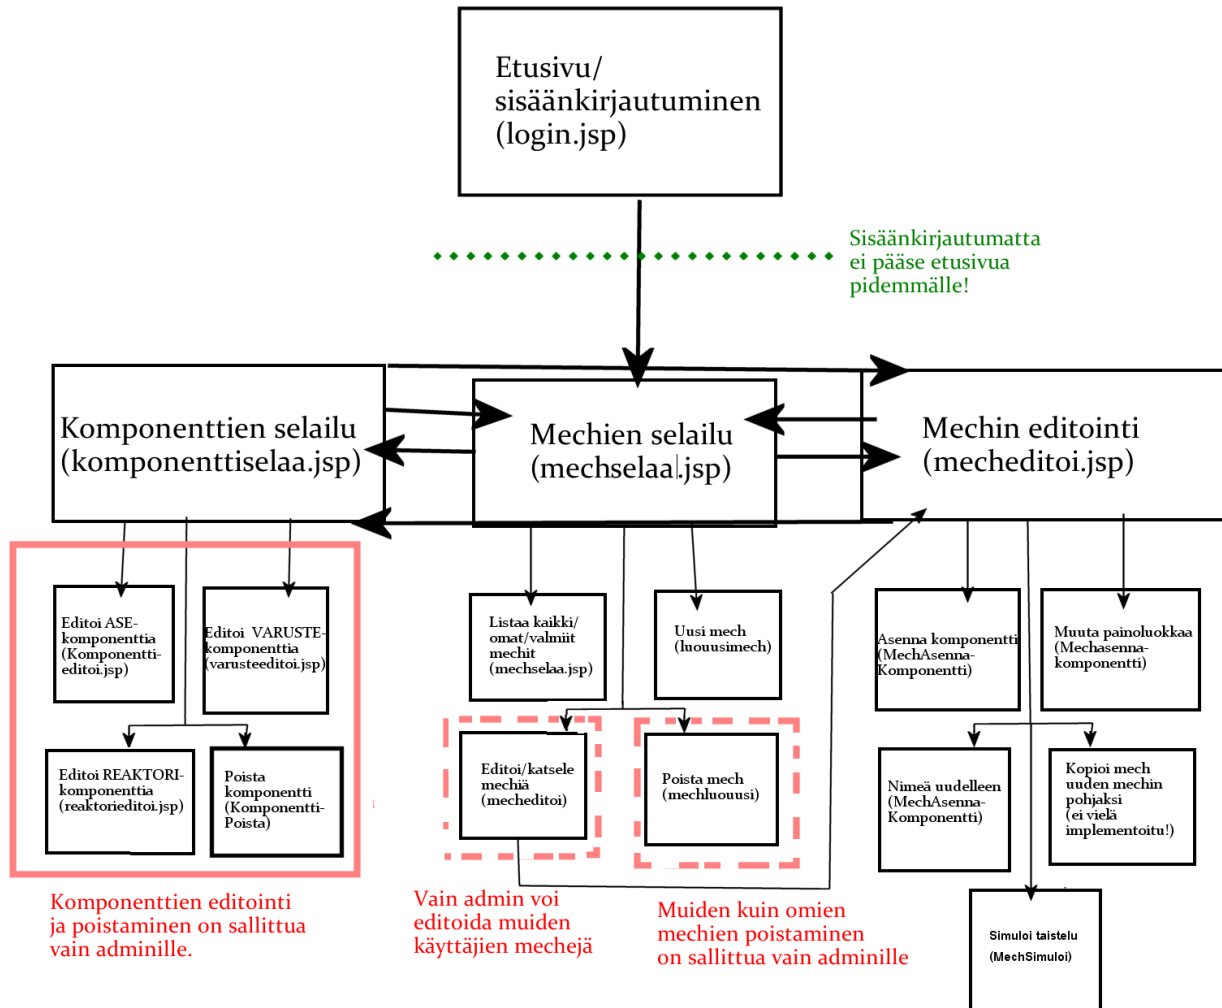 Etusivu/
sisäänkirjautuminen
(login.jsp)
Sisäänkirjautumatta
ei pääse etusivua
pidemmälle!
Komponenttien selailu
(komponenttiselaa.jsp)
Mechien selailu
(mechselaa.jsp)
Mechin editointi
(mecheditoi.jsp)
Editoi ASE-
komponenttia
(Komponentti-
editoi.jsp)
Editoi VARUSTE-
komponenttia
(varusteeditoi.jsp)
Editoi REAKTORI-
komponenttia
(reaktorieditoi.jsp)
Poista
komponentti
(Komponentti-
Poista)
Komponenttien editointi
ja poistaminen on sallittua
vain adminille.
Listaa kaikki/
omat/valmiit
mechit
(mechselaa.jsp)
Uusi mech
(luouusimech)
Editoi/katsele
mechiä
(mecheditoi)
Poista mech
(mechluouusi)
Vain admin voi
editoida muiden
käyttäjien mechejä
Muiden kuin omien
mechien poistaminen
on sallittua vain adminille
Asenna komponentti
(MechAsenna-
Komponentti)
Muuta painoluokkaa
(Mechasenna-
komponentti)
Nimeä uudelleen
(MechAsenna-
Komponentti)
Kopioi mech
uuden mechin
pohjaksi
(ei vielä
implementoitu!)
Simuloi taistelu
(MechSimuloi)